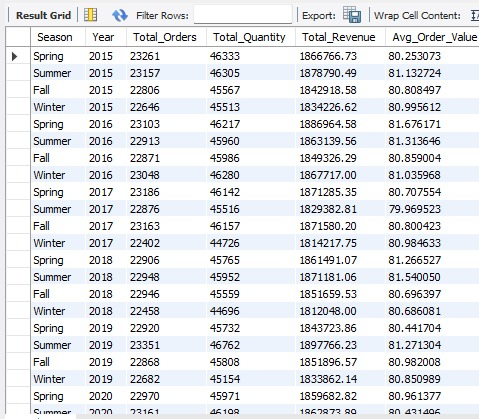 Result Grid Filter Rows: Export: Wrap Cell Content:
Season Year Total_Orders Total_Quantity Total_Revenue Avg_Order_Value
Spring 2015 23261 46333 1866766.73 80.253073
Summer 2015 23157 46305 1878790.49 81.132724
Fall 2015 22806 45567 1842918.58 80.808497
Winter 2015 22646 45513 1834226.62 80.995612
Spring 2016 23103 46217 1886964.58 81.676171
Summer 2016 22913 45960 1863139.56 81.313646
Fall 2016 22871 45986 1849326.29 80.859004
Winter 2016 23048 46280 1867717.00 81.035968
Spring 2017 23186 46142 1871285.35 80.707554
Summer 2017 22876 45516 1829382.81 79.969523
Fall 2017 23163 46157 1871580.20 80.800423
Winter 2017 22402 44726 1814217.75 80.984633
Spring 2018 22906 45765 1861491.07 81.266527
Summer 2018 22948 45952 1871181.06 81.540050
Fall 2018 22946 45559 1851659.53 80.696397
Winter 2018 22458 44696 1812048.00 80.686081
Spring 2019 22920 45732 1843723.86 80.441704
Summer 2019 23351 46762 1897766.23 81.271304
Fall 2019 22868 45808 1851896.57 80.982008
Winter 2019 22682 45154 1833862.14 80.850989
Spring 2020 22970 45971 1859682.82 80.961377
Summer 2020 23161 46198 1862873.89 80.431496